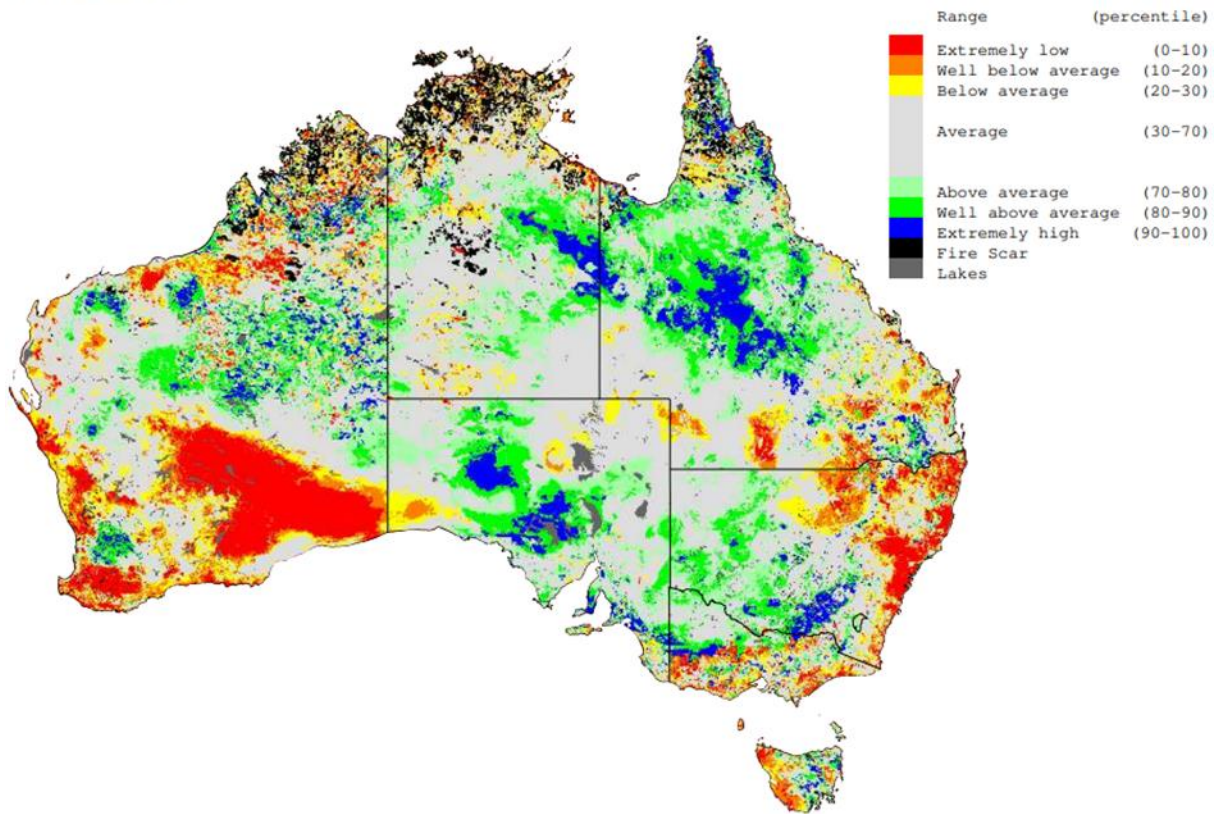 Range (percentile)
Extremely low (0-10)
Well below average (10-20)
Below average (20-30)
Average (30-70)
Above average (70-80)
Well above average (80-90)
Extremely high (90-100)
Fire Scar
Lakes